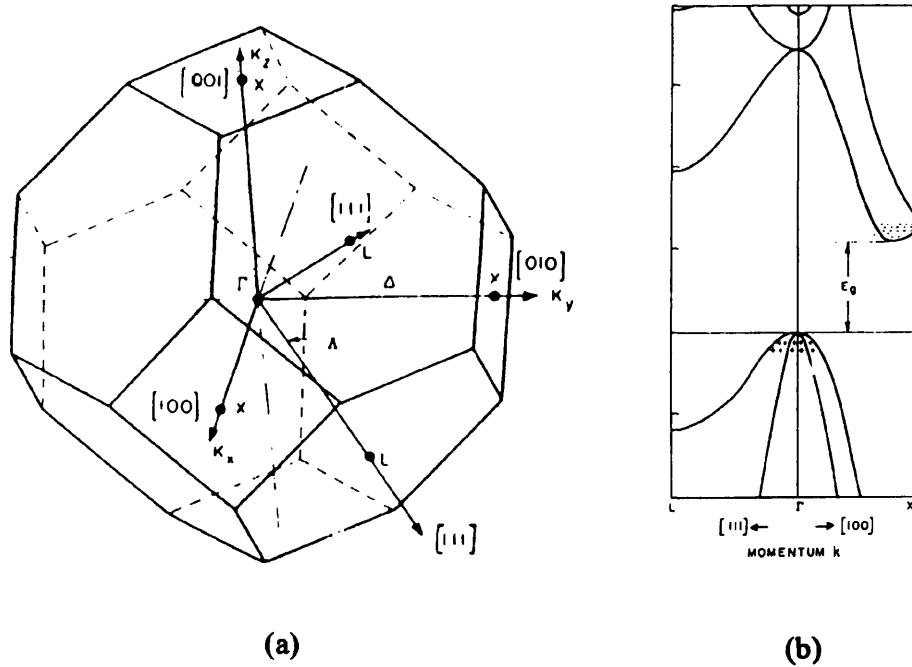 K_z
[001]
X
[111]
L
Γ
Δ
X
[010]
K_y
Λ
[100]
X
K_x
L
[111]
(a)
E_g
L
Γ
X
[111]
[100]
MOMENTUM k
(b)